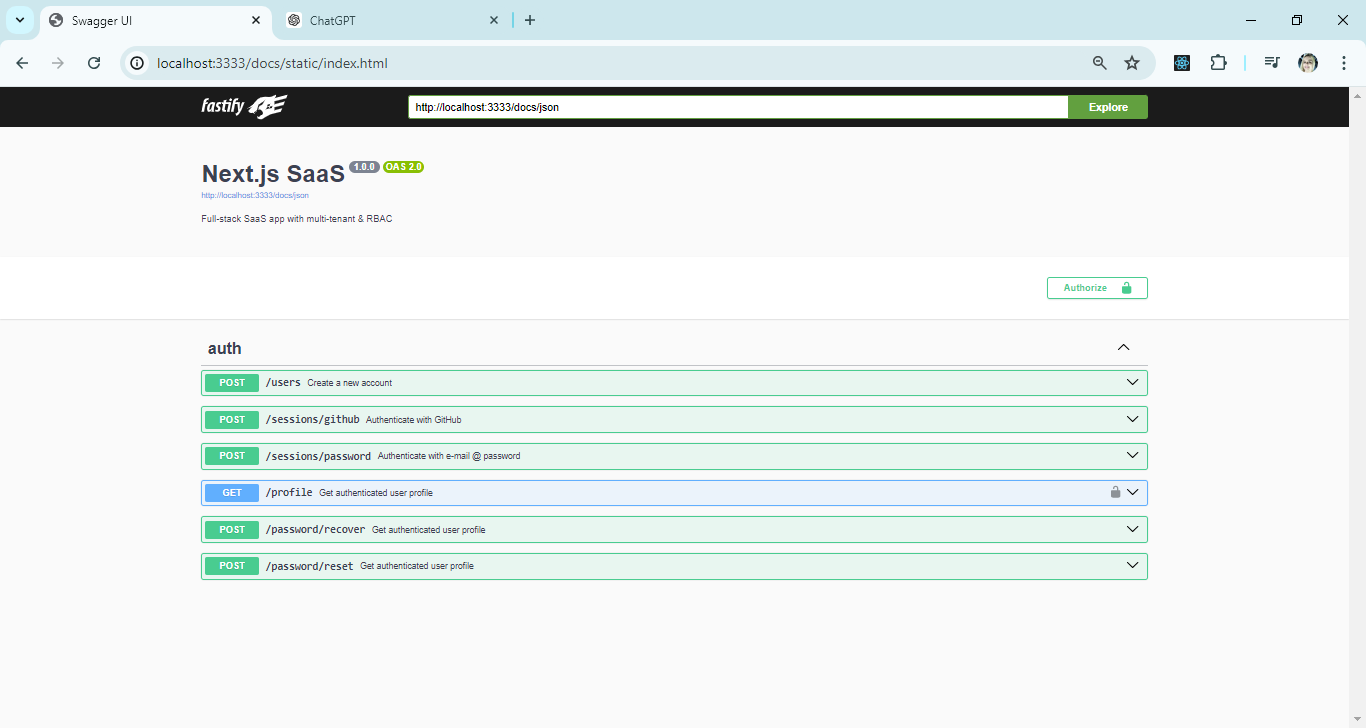 Swagger UI
ChatGPT
localhost:3333/docs/static/index.html
fastify
http://localhost:3333/docs/json
Explore
Next.js SaaS 1.0.0 OAS 2.0
http://localhost:3333/docs/json
Full-stack SaaS app with multi-tenant & RBAC
Authorize
auth
POST /users Create a new account
POST /sessions/github Authenticate with GitHub
POST /sessions/password Authenticate with e-mail @ password
GET /profile Get authenticated user profile
POST /password/recover Get authenticated user profile
POST /password/reset Get authenticated user profile